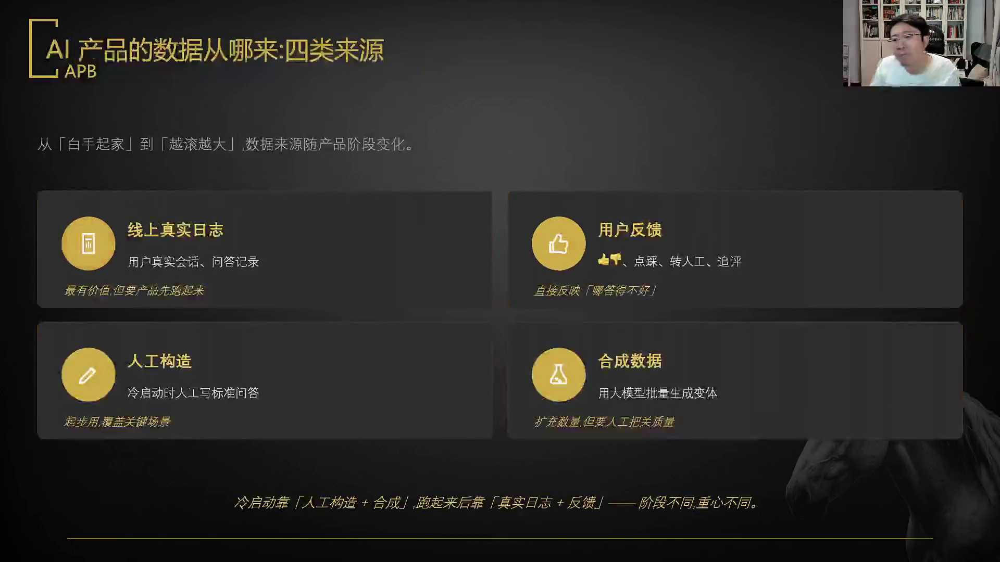 AI 产品的数据从哪来:四类来源
APB
从「白手起家」到「越滚越大」,数据来源随产品阶段变化。
线上真实日志
用户真实会话、问答记录
最有价值,但要产品先跑起来
用户反馈
👍👎、点踩、转人工、追评
直接反映「哪答得不好」
人工构造
冷启动时人工写标准问答
起步用,覆盖关键场景
合成数据
用大模型批量生成变体
扩充数量,但要人工把关质量
冷启动靠「人工构造 + 合成」,跑起来后靠「真实日志 + 反馈」—— 阶段不同,重心不同。